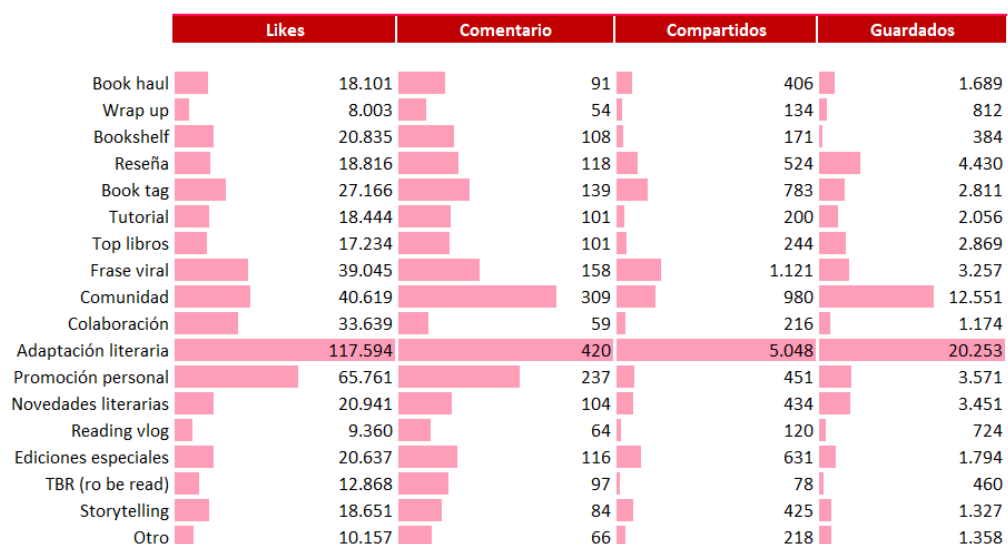 Likes Comentario Compartidos Guardados
Book haul 18.101 91 406 1.689
Wrap up 8.003 54 134 812
Bookshelf 20.835 108 171 384
Reseña 18.816 118 524 4.430
Book tag 27.166 139 783 2.811
Tutorial 18.444 101 200 2.056
Top libros 17.234 101 244 2.869
Frase viral 39.045 158 1.121 3.257
Comunidad 40.619 309 980 12.551
Colaboración 33.639 59 216 1.174
Adaptación literaria 117.594 420 5.048 20.253
Promoción personal 65.761 237 451 3.571
Novedades literarias 20.941 104 434 3.451
Reading vlog 9.360 64 120 724
Ediciones especiales 20.637 116 631 1.794
TBR (ro be read) 12.868 97 78 460
Storytelling 18.651 84 425 1.327
Otro 10.157 66 218 1.358